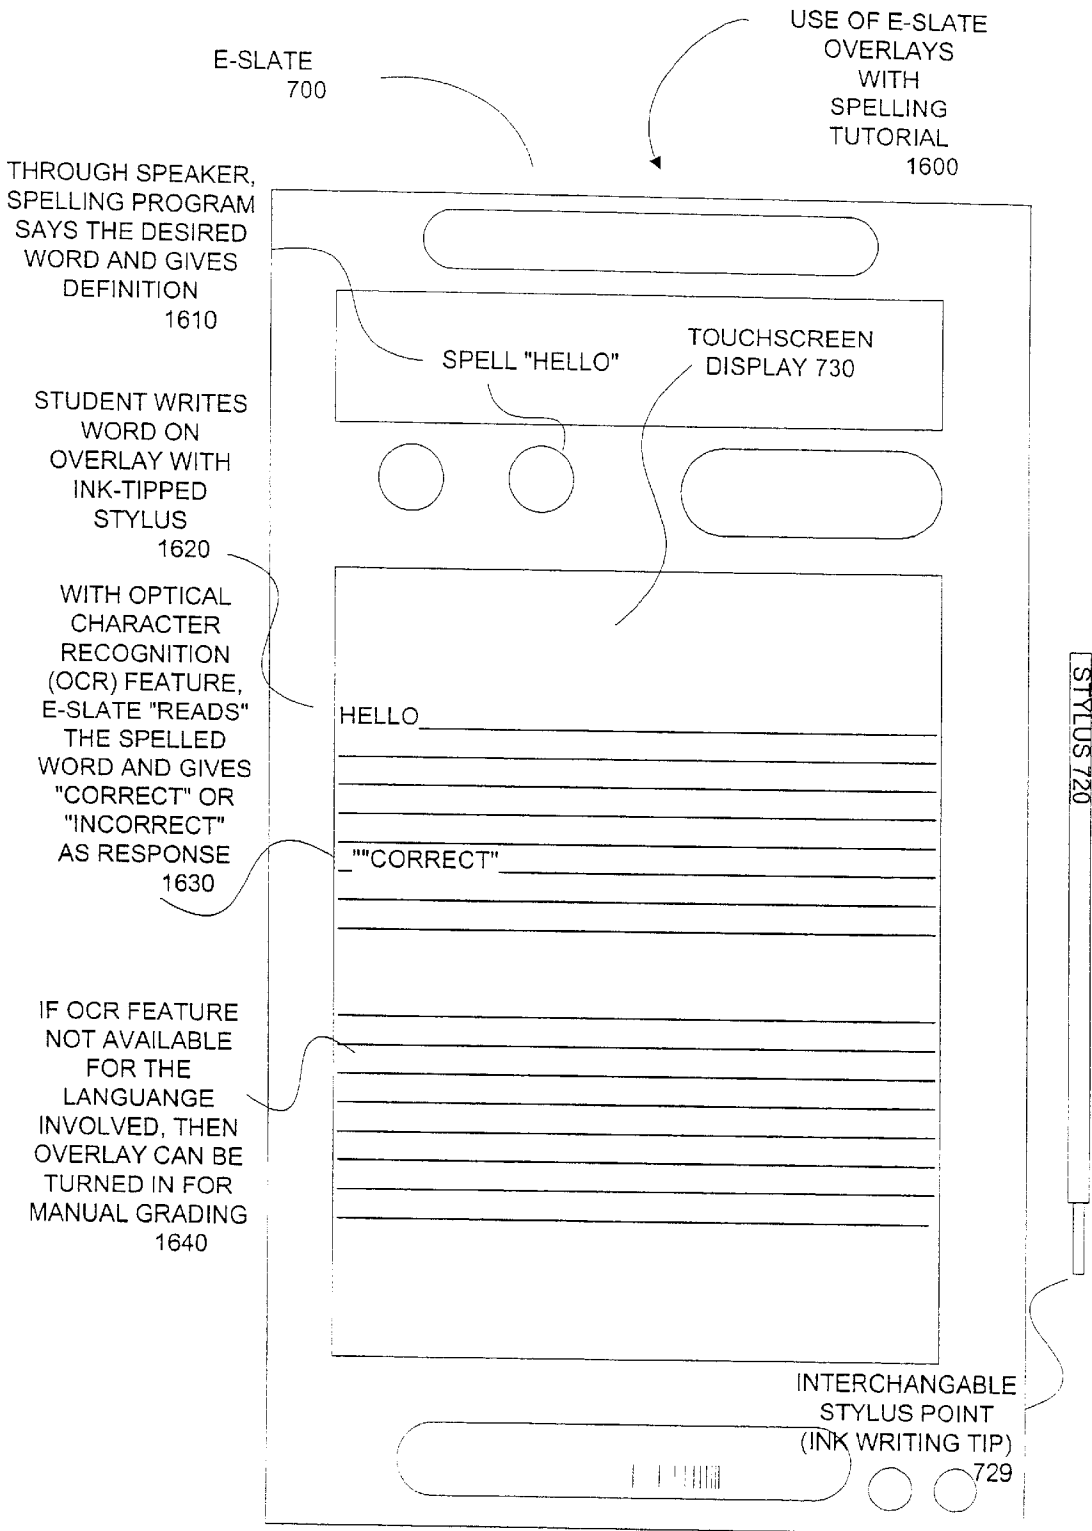 USE OF E-SLATE
OVERLAYS
WITH
SPELLING
TUTORIAL
1600
E-SLATE
700
THROUGH SPEAKER,
SPELLING PROGRAM
SAYS THE DESIRED
WORD AND GIVES
DEFINITION
1610
SPELL "HELLO"
TOUCHSCREEN
DISPLAY 730
STUDENT WRITES
WORD ON
OVERLAY WITH
INK-TIPPED
STYLUS
1620
WITH OPTICAL
CHARACTER
RECOGNITION
(OCR) FEATURE,
E-SLATE "READS"
THE SPELLED
WORD AND GIVES
"CORRECT" OR
"INCORRECT"
AS RESPONSE
1630
HELLO
""CORRECT"
STYLUS 720
IF OCR FEATURE
NOT AVAILABLE
FOR THE
LANGUANGE
INVOLVED, THEN
OVERLAY CAN BE
TURNED IN FOR
MANUAL GRADING
1640
INTERCHANGABLE
STYLUS POINT
(INK WRITING TIP)
729